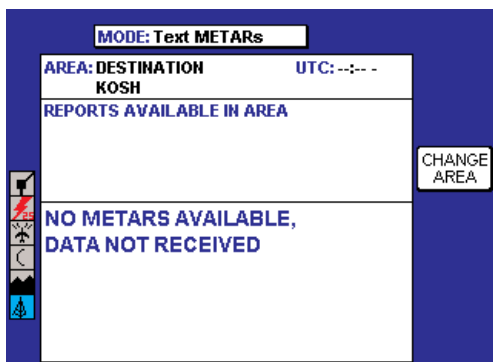 MODE: Text METARs
AREA: DESTINATION UTC: --:-- -
KOSH
REPORTS AVAILABLE IN AREA
CHANGE
AREA
25
NO METARS AVAILABLE,
DATA NOT RECEIVED